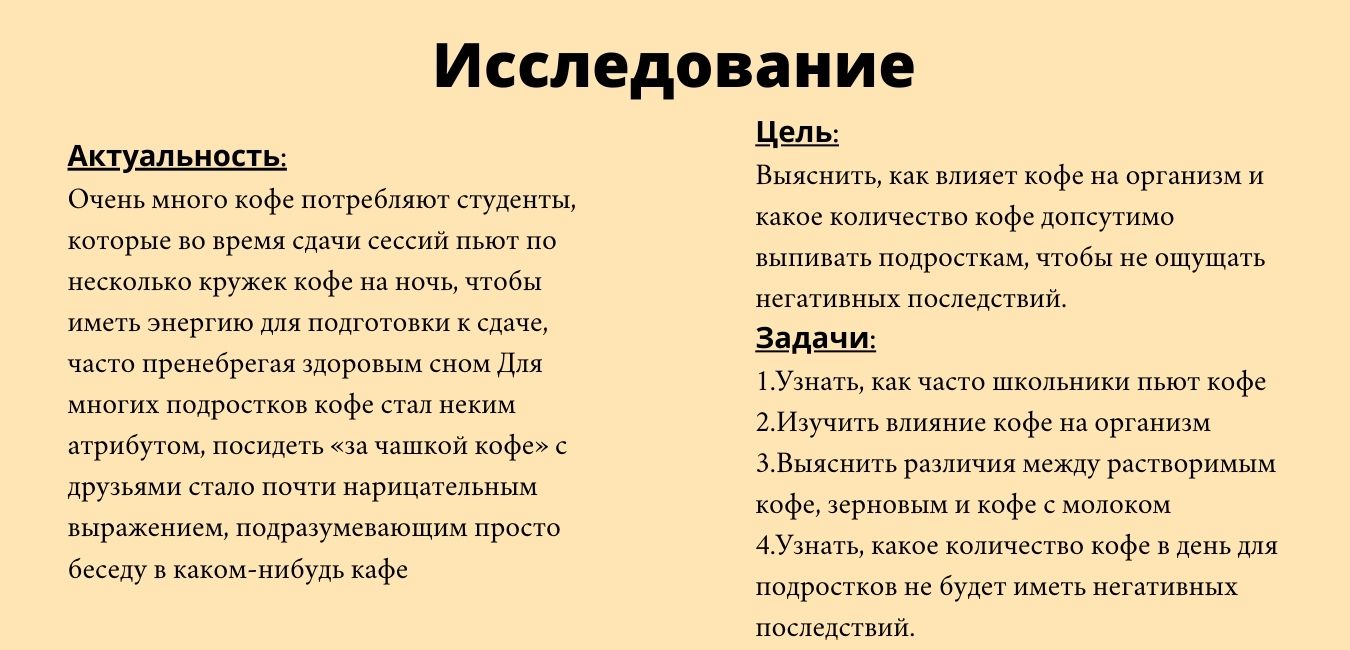 Исследование
Актуальность:
Очень много кофе потребляют студенты,
которые во время сдачи сессий пьют по
несколько кружек кофе на ночь, чтобы
иметь энергию для подготовки к сдаче,
часто пренебрегая здоровым сном Для
многих подростков кофе стал неким
атрибутом, посидеть «за чашкой кофе» с
друзьями стало почти нарицательным
выражением, подразумевающим просто
беседу в каком-нибудь кафе
Цель:
Выяснить, как влияет кофе на организм и
какое количество кофе допсутимо
выпивать подросткам, чтобы не ощущать
негативных последствий.
Задачи:
1.Узнать, как часто школьники пьют кофе
2.Изучить влияние кофе на организм
3.Выяснить различия между растворимым
кофе, зерновым и кофе с молоком
4.Узнать, какое количество кофе в день для
подростков не будет иметь негативных
последствий.